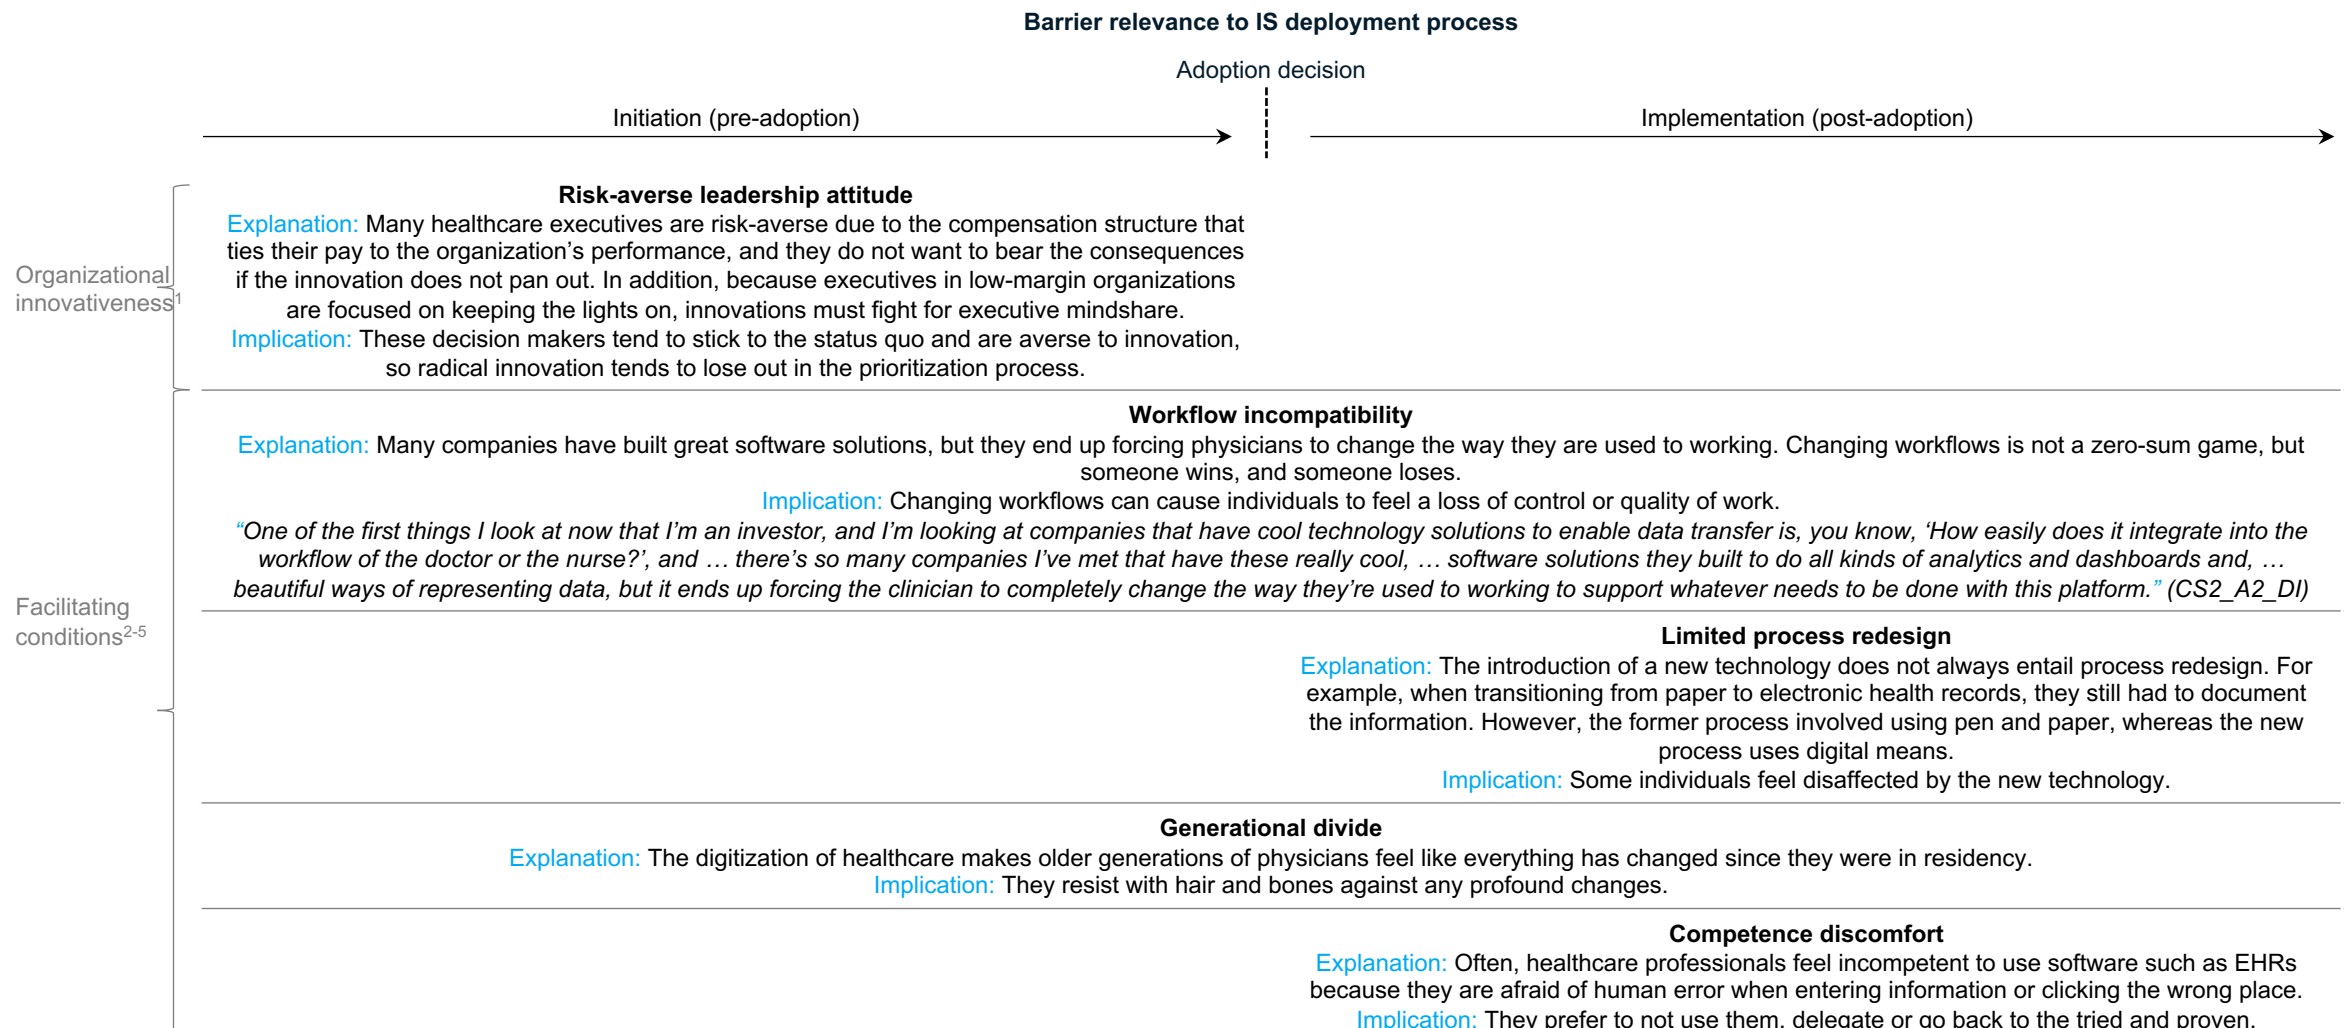 Barrier relevance to IS deployment process
Adoption decision
Initiation (pre-adoption)
Implementation (post-adoption)
Organizational
innovativeness1
Risk-averse leadership attitude
Explanation: Many healthcare executives are risk-averse due to the compensation structure that
ties their pay to the organization’s performance, and they do not want to bear the consequences
if the innovation does not pan out. In addition, because executives in low-margin organizations
are focused on keeping the lights on, innovations must fight for executive mindshare.
Implication: These decision makers tend to stick to the status quo and are averse to innovation,
so radical innovation tends to lose out in the prioritization process.
Facilitating
conditions2-5
Workflow incompatibility
Explanation: Many companies have built great software solutions, but they end up forcing physicians to change the way they are used to working. Changing workflows is not a zero-sum game, but
someone wins, and someone loses.
Implication: Changing workflows can cause individuals to feel a loss of control or quality of work.
“One of the first things I look at now that I’m an investor, and I’m looking at companies that have cool technology solutions to enable data transfer is, you know, ‘How easily does it integrate into the
workflow of the doctor or the nurse?’, and … there’s so many companies I’ve met that have these really cool, … software solutions they built to do all kinds of analytics and dashboards and, …
beautiful ways of representing data, but it ends up forcing the clinician to completely change the way they’re used to working to support whatever needs to be done with this platform.” (CS2_A2_DI)
Limited process redesign
Explanation: The introduction of a new technology does not always entail process redesign. For
example, when transitioning from paper to electronic health records, they still had to document
the information. However, the former process involved using pen and paper, whereas the new
process uses digital means.
Implication: Some individuals feel disaffected by the new technology.
Generational divide
Explanation: The digitization of healthcare makes older generations of physicians feel like everything has changed since they were in residency.
Implication: They resist with hair and bones against any profound changes.
Competence discomfort
Explanation: Often, healthcare professionals feel incompetent to use software such as EHRs
because they are afraid of human error when entering information or clicking the wrong place.
Implication: They prefer to not use them, delegate or go back to the tried and proven.